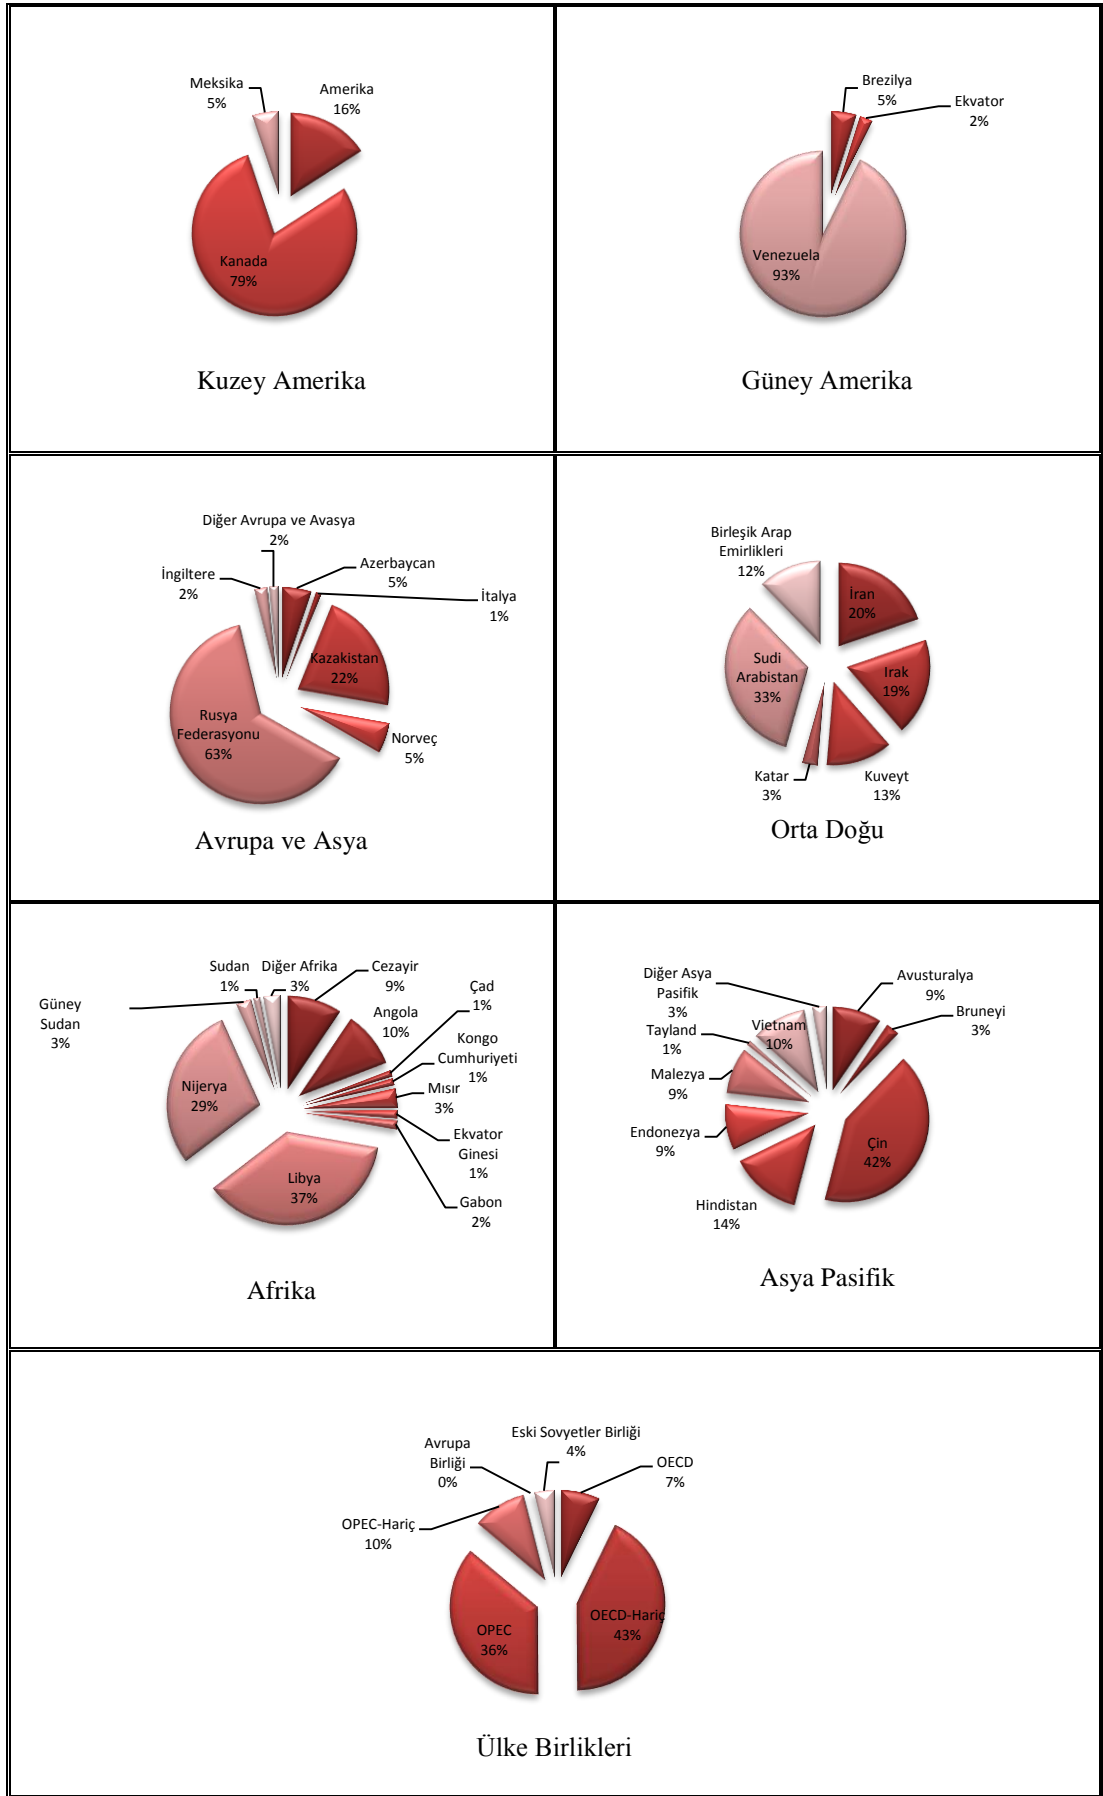 Meksika
5%
Amerika
16%
Kanada
79%
Kuzey Amerika
Brezilya
5%
Ekvator
2%
Venezuela
93%
Güney Amerika
Diğer Avrupa ve Avasya
2%
İngiltere
2%
Azerbaycan
5%
İtalya
1%
Kazakistan
22%
Rusya
Federasyonu
63%
Norveç
5%
Avrupa ve Asya
Birleşik Arap
Emirlikleri
12%
İran
20%
Sudi
Arabistan
33%
Irak
19%
Katar
3%
Kuveyt
13%
Orta Doğu
Güney
Sudan
3%
Sudan
1%
Diğer Afrika
3%
Cezayir
9%
Angola
10%
Çad
1%
Kongo
Cumhuriyeti
1%
Mısır
3%
Ekvator
Ginesi
1%
Gabon
2%
Nijerya
29%
Libya
37%
Afrika
Diğer Asya
Pasifik
3%
Tayland
1%
Vietnam
10%
Malezya
9%
Endonezya
9%
Hindistan
14%
Avusturalya
9%
Bruneyi
3%
Çin
42%
Asya Pasifik
Avrupa
Birliği
0%
Eski Sovyetler Birliği
4%
OECD
7%
OPEC-Hariç
10%
OPEC
36%
OECD-Hariç
43%
Ülke Birlikleri